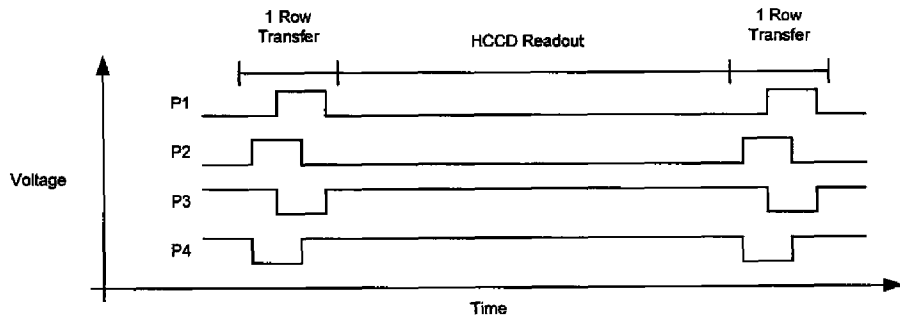 1 Row
Transfer
HCCD Readout
1 Row
Transfer
P1
P2
Voltage
P3
P4
Time